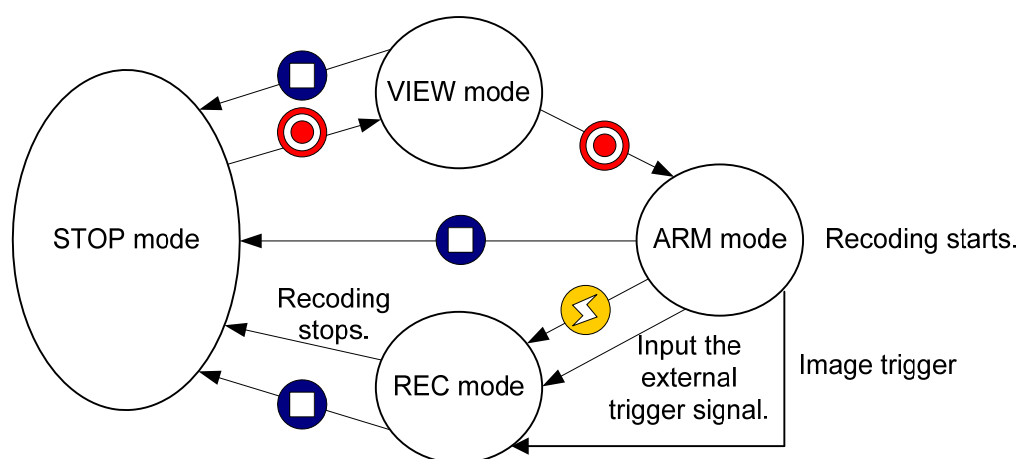 VIEW mode
STOP mode
ARM mode
Recoding starts.
Recoding
stops.
REC mode
Input the
external
trigger signal.
Image trigger